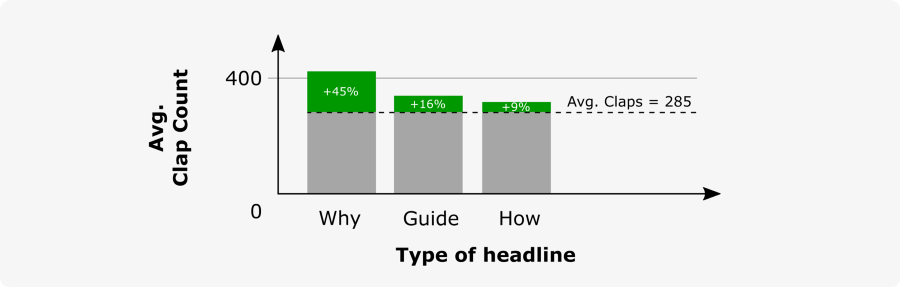 Avg.
Clap Count
400
0
+45%
+16%
+9%
Avg. Claps = 285
Why
Guide
How
Type of headline